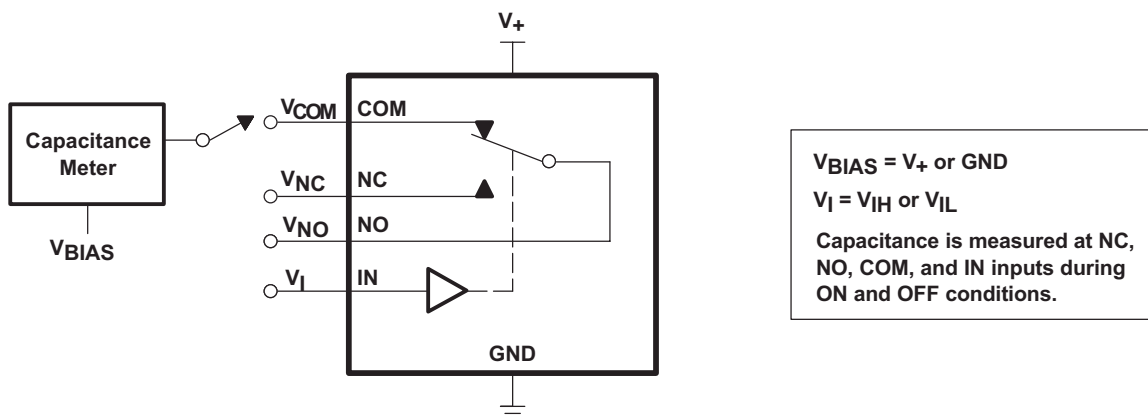 V+
Capacitance
Meter
VBIAS
VCOM COM
VNC NC
VNO NO
VI IN
GND
VBIAS = V+ or GND
VI = VIH or VIL
Capacitance is measured at NC,
NO, COM, and IN inputs during
ON and OFF conditions.